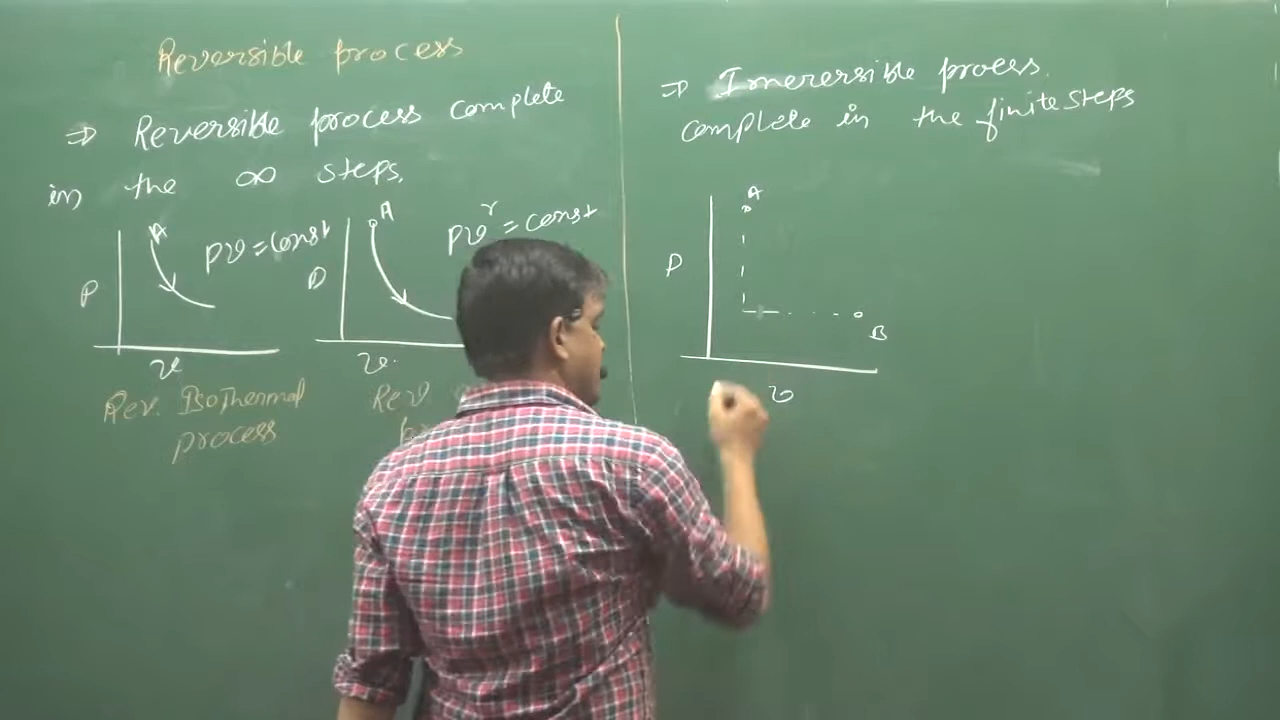 Reversible process
⇒ Reversible process complete
in the ∞ steps.
A
PV = Const
P
V
Rev. Isothermal
process
A
PV^γ = Const
P
V.
Rev
⇒ Irreversible process
complete in the finite steps
A
P
B
V